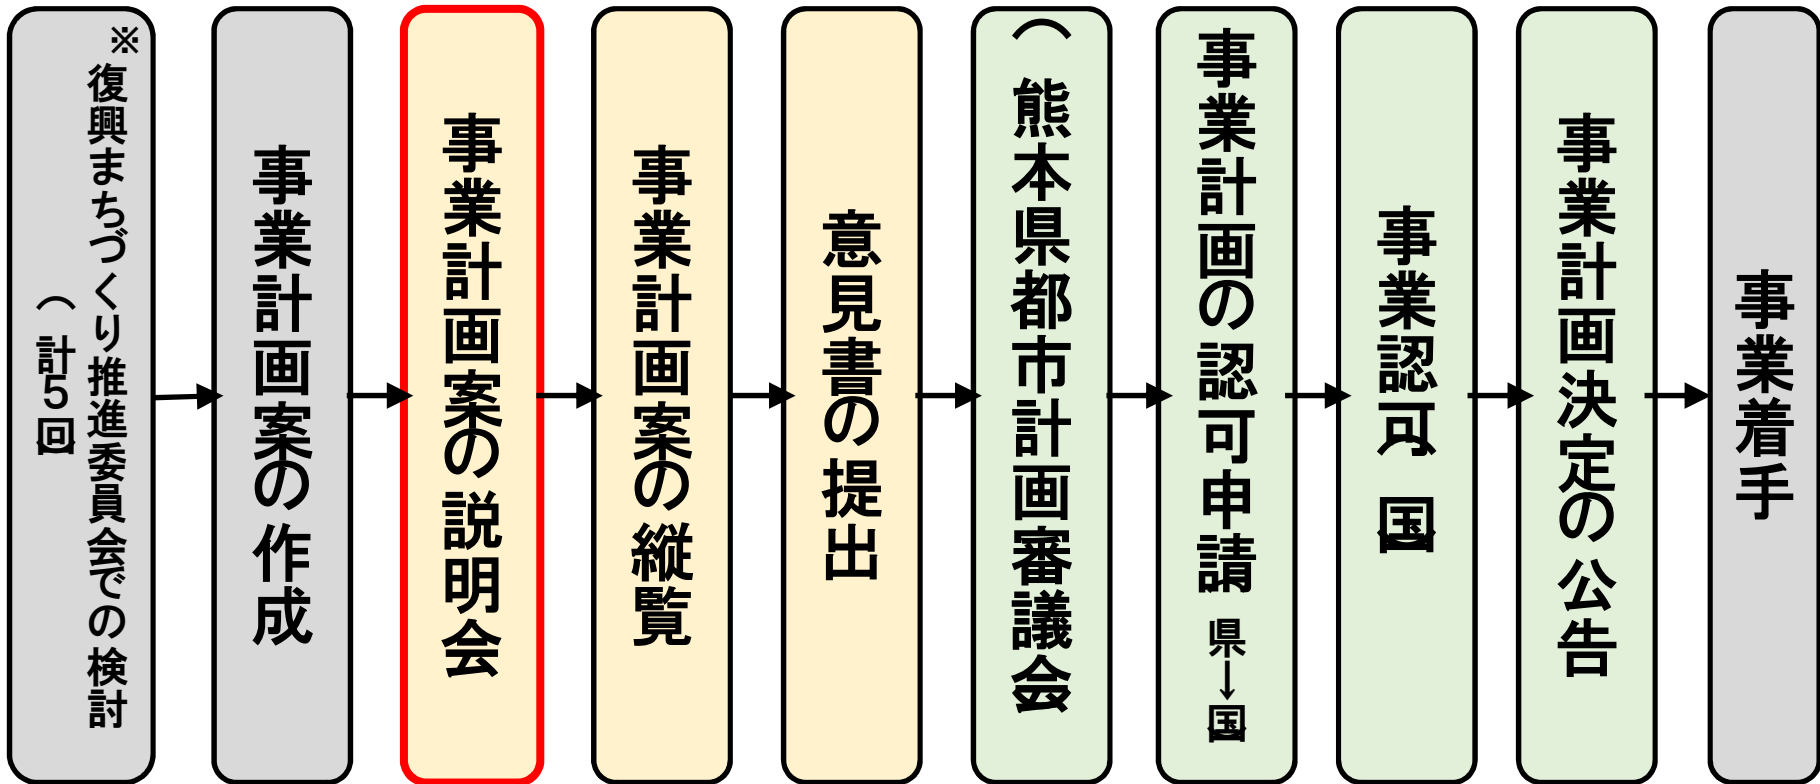 ※復興まちづくり推進委員会での検討
(計5回)
事業計画案の作成
事業計画案の説明会
事業計画案の縦覧
意見書の提出
(熊本県都市計画審議会)
事業計画の認可申請 県→国
事業認可(国)
事業計画決定の公告
事業着手